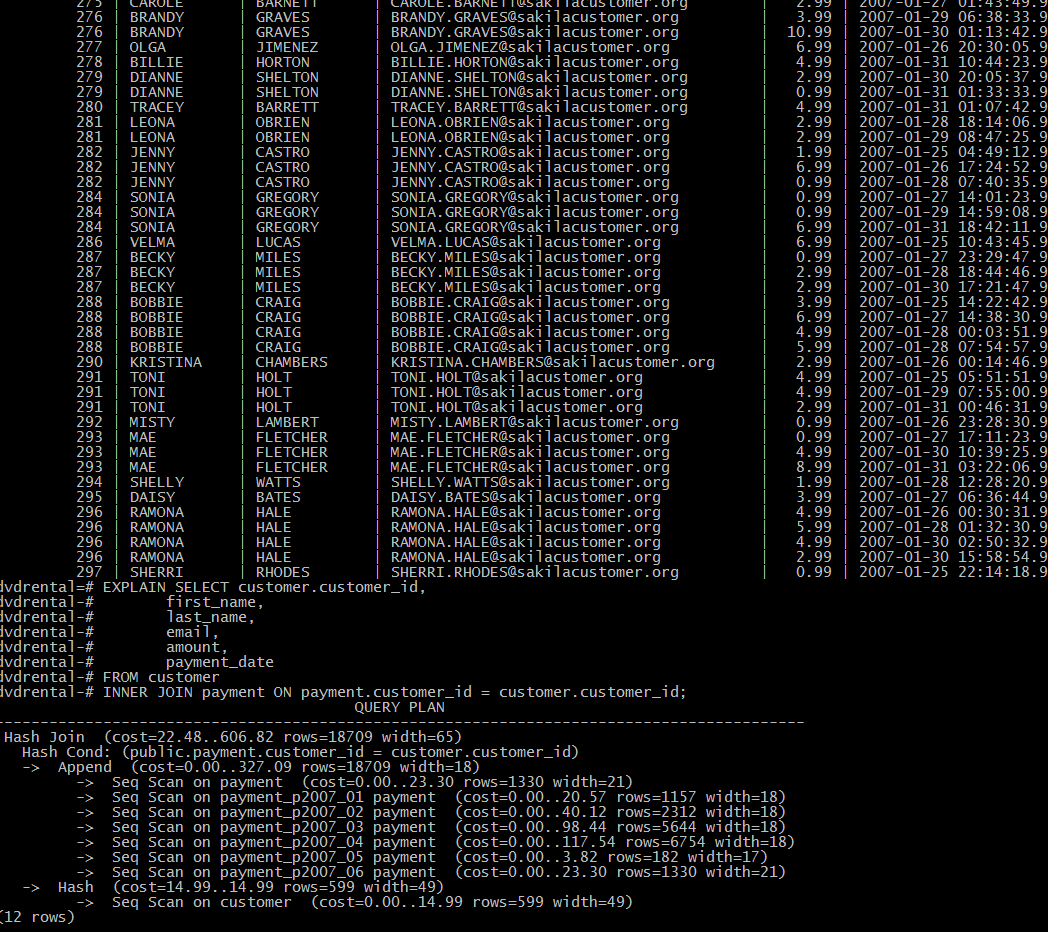 275 | CAROLE | BARNETT | CAROLE.BARNETT@sakilacustomer.org | 2.99 | 2007-01-27 01:43:49.9
276 | BRANDY | GRAVES | BRANDY.GRAVES@sakilacustomer.org | 3.99 | 2007-01-29 06:38:33.9
276 | BRANDY | GRAVES | BRANDY.GRAVES@sakilacustomer.org | 10.99 | 2007-01-30 01:13:42.9
277 | OLGA | JIMENEZ | OLGA.JIMENEZ@sakilacustomer.org | 6.99 | 2007-01-26 20:30:05.9
278 | BILLIE | HORTON | BILLIE.HORTON@sakilacustomer.org | 4.99 | 2007-01-31 10:44:23.9
279 | DIANNE | SHELTON | DIANNE.SHELTON@sakilacustomer.org | 2.99 | 2007-01-30 20:05:37.9
279 | DIANNE | SHELTON | DIANNE.SHELTON@sakilacustomer.org | 0.99 | 2007-01-31 01:33:33.9
280 | TRACEY | BARRETT | TRACEY.BARRETT@sakilacustomer.org | 4.99 | 2007-01-31 01:07:42.9
281 | LEONA | OBRIEN | LEONA.OBRIEN@sakilacustomer.org | 2.99 | 2007-01-28 18:14:06.9
281 | LEONA | OBRIEN | LEONA.OBRIEN@sakilacustomer.org | 2.99 | 2007-01-29 08:47:25.9
282 | JENNY | CASTRO | JENNY.CASTRO@sakilacustomer.org | 1.99 | 2007-01-25 04:49:12.9
282 | JENNY | CASTRO | JENNY.CASTRO@sakilacustomer.org | 6.99 | 2007-01-26 17:24:52.9
282 | JENNY | CASTRO | JENNY.CASTRO@sakilacustomer.org | 0.99 | 2007-01-28 07:40:35.9
284 | SONIA | GREGORY | SONIA.GREGORY@sakilacustomer.org | 0.99 | 2007-01-27 14:01:23.9
284 | SONIA | GREGORY | SONIA.GREGORY@sakilacustomer.org | 0.99 | 2007-01-29 14:59:08.9
284 | SONIA | GREGORY | SONIA.GREGORY@sakilacustomer.org | 6.99 | 2007-01-31 18:42:11.9
286 | VELMA | LUCAS | VELMA.LUCAS@sakilacustomer.org | 6.99 | 2007-01-25 10:43:45.9
287 | BECKY | MILES | BECKY.MILES@sakilacustomer.org | 0.99 | 2007-01-27 23:29:47.9
287 | BECKY | MILES | BECKY.MILES@sakilacustomer.org | 2.99 | 2007-01-28 18:44:46.9
287 | BECKY | MILES | BECKY.MILES@sakilacustomer.org | 2.99 | 2007-01-30 17:21:47.9
288 | BOBBIE | CRAIG | BOBBIE.CRAIG@sakilacustomer.org | 3.99 | 2007-01-25 14:22:42.9
288 | BOBBIE | CRAIG | BOBBIE.CRAIG@sakilacustomer.org | 6.99 | 2007-01-27 14:38:30.9
288 | BOBBIE | CRAIG | BOBBIE.CRAIG@sakilacustomer.org | 4.99 | 2007-01-28 00:03:51.9
288 | BOBBIE | CRAIG | BOBBIE.CRAIG@sakilacustomer.org | 5.99 | 2007-01-28 07:54:57.9
290 | KRISTINA | CHAMBERS | KRISTINA.CHAMBERS@sakilacustomer.org | 2.99 | 2007-01-26 00:14:46.9
291 | TONI | HOLT | TONI.HOLT@sakilacustomer.org | 4.99 | 2007-01-25 05:51:51.9
291 | TONI | HOLT | TONI.HOLT@sakilacustomer.org | 4.99 | 2007-01-29 07:55:00.9
291 | TONI | HOLT | TONI.HOLT@sakilacustomer.org | 2.99 | 2007-01-31 00:46:31.9
292 | MISTY | LAMBERT | MISTY.LAMBERT@sakilacustomer.org | 0.99 | 2007-01-26 23:28:30.9
293 | MAE | FLETCHER | MAE.FLETCHER@sakilacustomer.org | 0.99 | 2007-01-27 17:11:23.9
293 | MAE | FLETCHER | MAE.FLETCHER@sakilacustomer.org | 4.99 | 2007-01-30 10:39:25.9
293 | MAE | FLETCHER | MAE.FLETCHER@sakilacustomer.org | 8.99 | 2007-01-31 03:22:06.9
294 | SHELLY | WATTS | SHELLY.WATTS@sakilacustomer.org | 1.99 | 2007-01-28 12:28:20.9
295 | DAISY | BATES | DAISY.BATES@sakilacustomer.org | 3.99 | 2007-01-27 06:36:44.9
296 | RAMONA | HALE | RAMONA.HALE@sakilacustomer.org | 4.99 | 2007-01-26 00:30:31.9
296 | RAMONA | HALE | RAMONA.HALE@sakilacustomer.org | 5.99 | 2007-01-28 01:32:30.9
296 | RAMONA | HALE | RAMONA.HALE@sakilacustomer.org | 4.99 | 2007-01-30 02:50:32.9
296 | RAMONA | HALE | RAMONA.HALE@sakilacustomer.org | 2.99 | 2007-01-30 15:58:54.9
297 | SHERRI | RHODES | SHERRI.RHODES@sakilacustomer.org | 0.99 | 2007-01-25 22:14:18.9
dvdrental=# EXPLAIN SELECT customer.customer_id,
dvdrental-# first_name,
dvdrental-# last_name,
dvdrental-# email,
dvdrental-# amount,
dvdrental-# payment_date
dvdrental-# FROM customer
dvdrental-# INNER JOIN payment ON payment.customer_id = customer.customer_id;
QUERY PLAN
-----------------------------------------------------------------------------------------
Hash Join (cost=22.48..606.82 rows=18709 width=65)
Hash Cond: (public.payment.customer_id = customer.customer_id)
-> Append (cost=0.00..327.09 rows=18709 width=18)
-> Seq Scan on payment (cost=0.00..23.30 rows=1330 width=21)
-> Seq Scan on payment_p2007_01 payment (cost=0.00..20.57 rows=1157 width=18)
-> Seq Scan on payment_p2007_02 payment (cost=0.00..40.12 rows=2312 width=18)
-> Seq Scan on payment_p2007_03 payment (cost=0.00..98.44 rows=5644 width=18)
-> Seq Scan on payment_p2007_04 payment (cost=0.00..117.54 rows=6754 width=18)
-> Seq Scan on payment_p2007_05 payment (cost=0.00..3.82 rows=182 width=17)
-> Seq Scan on payment_p2007_06 payment (cost=0.00..23.30 rows=1330 width=21)
-> Hash (cost=14.99..14.99 rows=599 width=49)
-> Seq Scan on customer (cost=0.00..14.99 rows=599 width=49)
(12 rows)